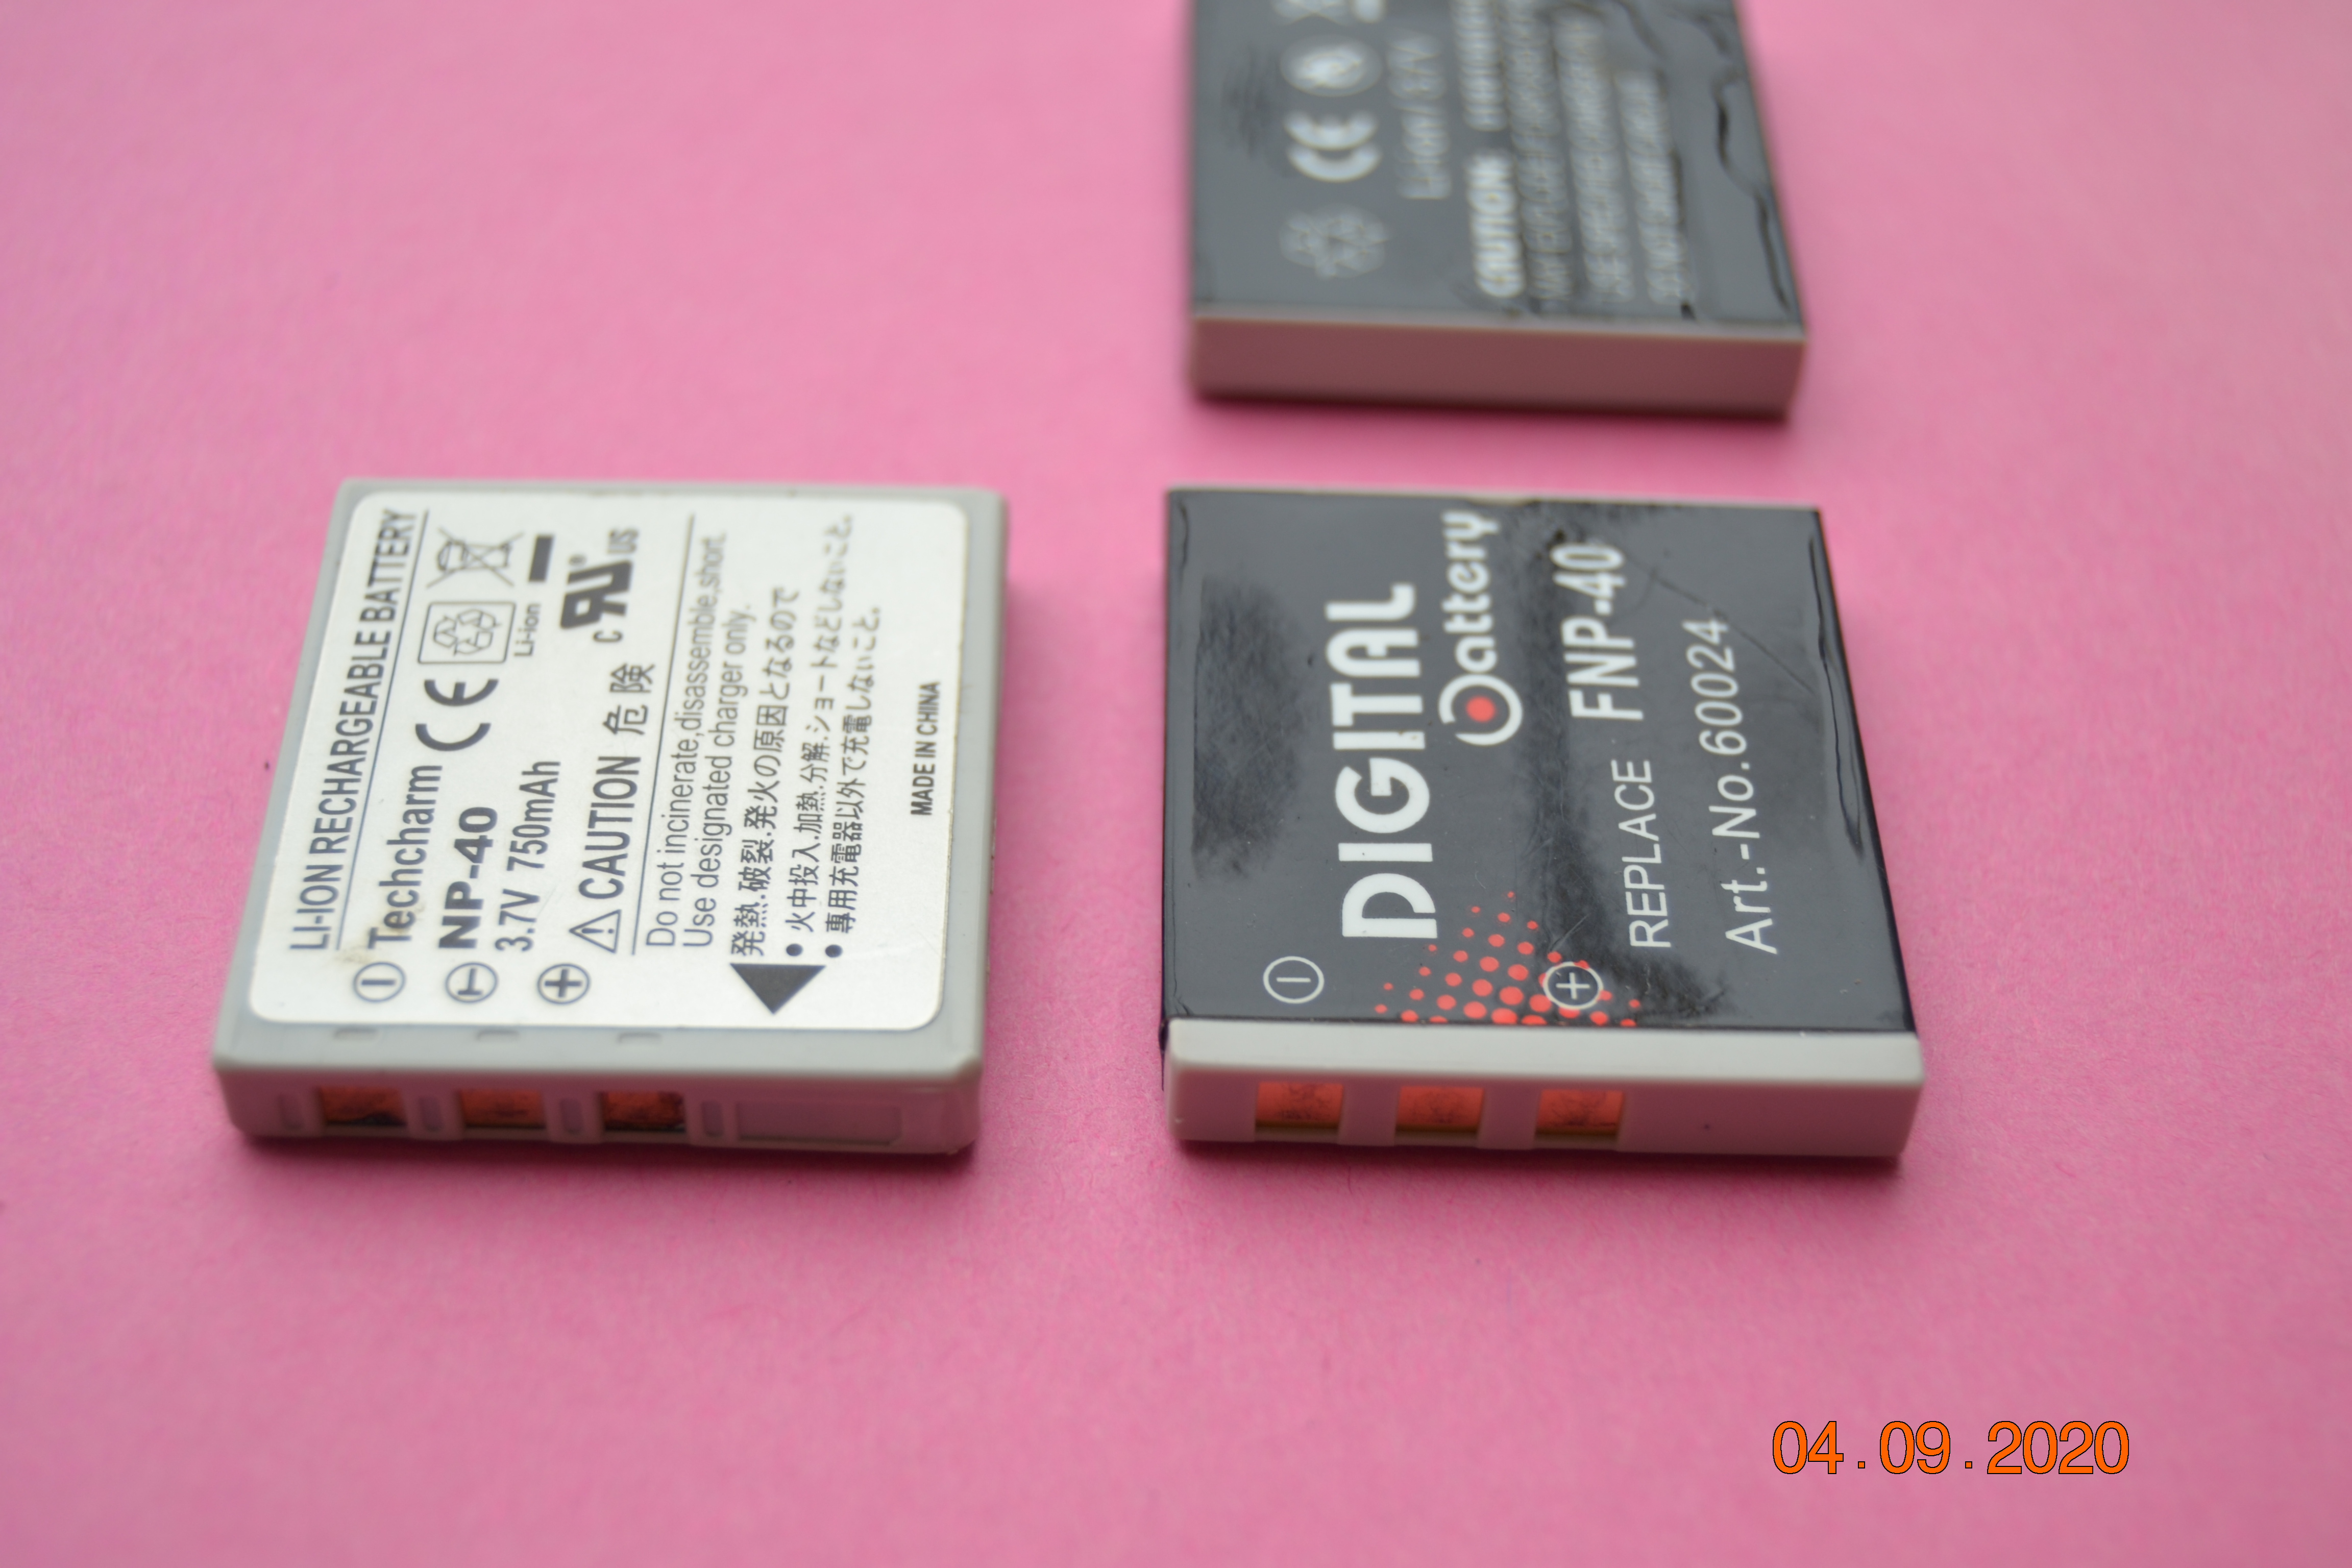 LI-ION RECHARGEABLE BATTERY
Techcharm CE
NP-40
Li-ion
3.7V 750mAh
c RU® US
CAUTION 危険
Do not incinerate,disassemble,short.
Use designated charger only.
発熱.破裂.発火の原因となるので
● 火中投入.加熱.分解.ショートなどしないこと。
● 専用充電器以外で充電しないこと。
MADE IN CHINA
DIGITAL
Battery
REPLACE FNP-40
Art.-No.60024
CE
CAUTION:
04.09.2020